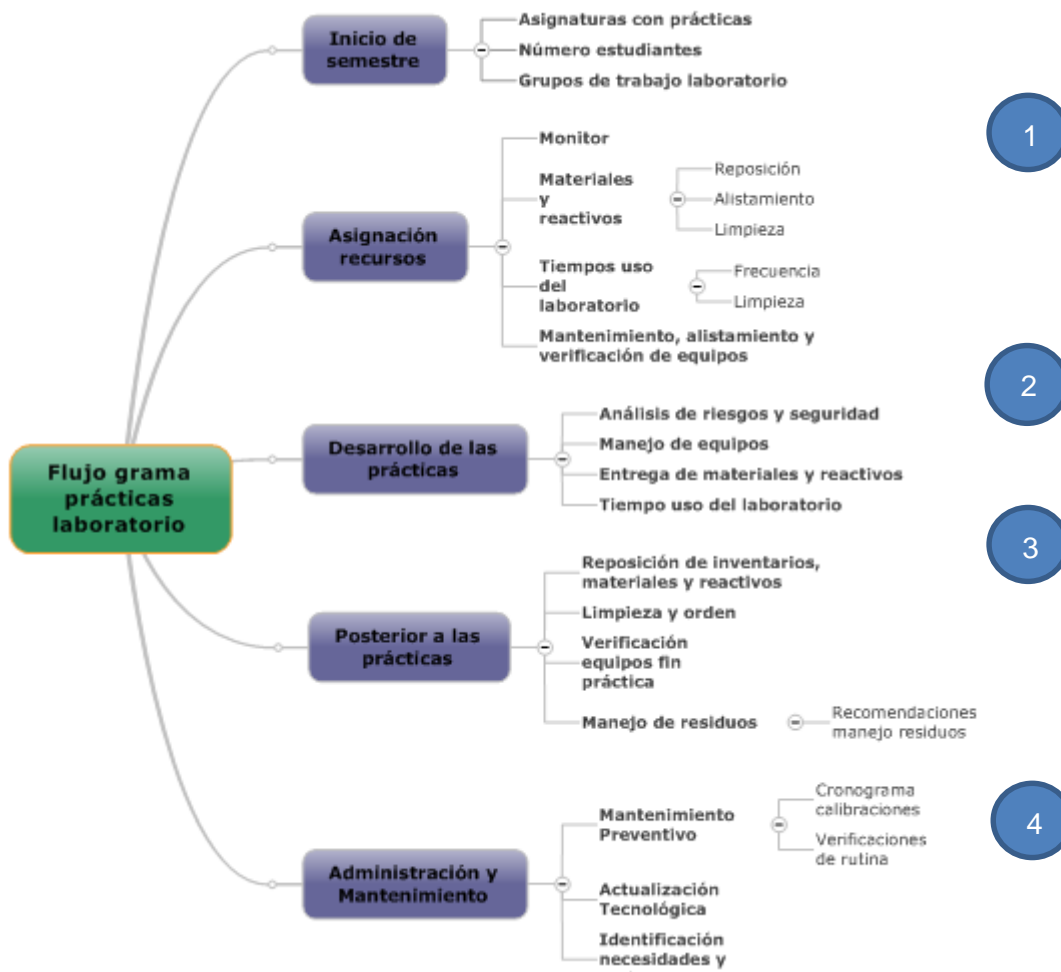 Flujo grama
prácticas
laboratorio
Inicio de
semestre
Asignaturas con prácticas
Número estudiantes
Grupos de trabajo laboratorio
1
Asignación
recursos
Monitor
Materiales
y
reactivos
Reposición
Alistamiento
Limpieza
Tiempos uso
del
laboratorio
Frecuencia
Limpieza
Mantenimiento, alistamiento y
verificación de equipos
2
Desarrollo de las
prácticas
Análisis de riesgos y seguridad
Manejo de equipos
Entrega de materiales y reactivos
Tiempo uso del laboratorio
3
Posterior a las
prácticas
Reposición de inventarios,
materiales y reactivos
Limpieza y orden
Verificación
equipos fin
práctica
Manejo de residuos
Recomendaciones
manejo residuos
4
Administración y
Mantenimiento
Mantenimiento
Preventivo
Cronograma
calibraciones
Verificaciones
de rutina
Actualización
Tecnológica
Identificación
necesidades y